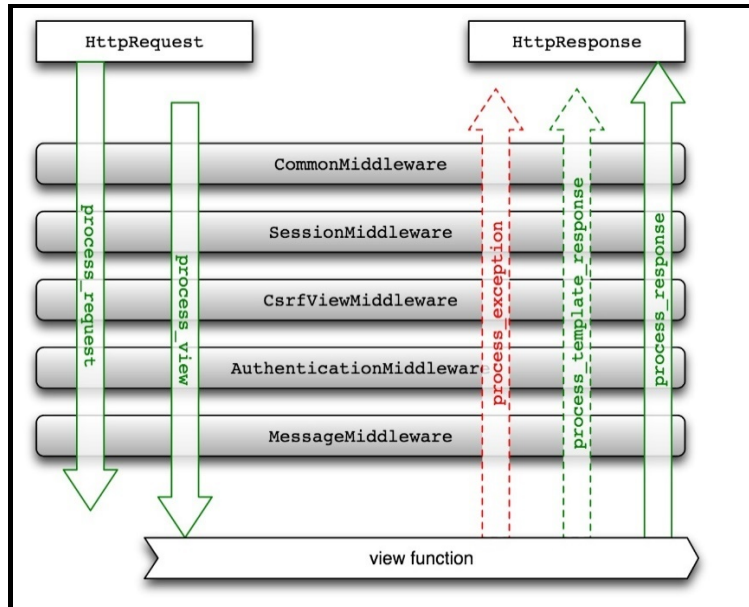 HttpRequest
HttpResponse
CommonMiddleware
SessionMiddleware
CsrfViewMiddleware
AuthenticationMiddleware
MessageMiddleware
process_request
process_view
process_exception
process_template_response
process_response
view function